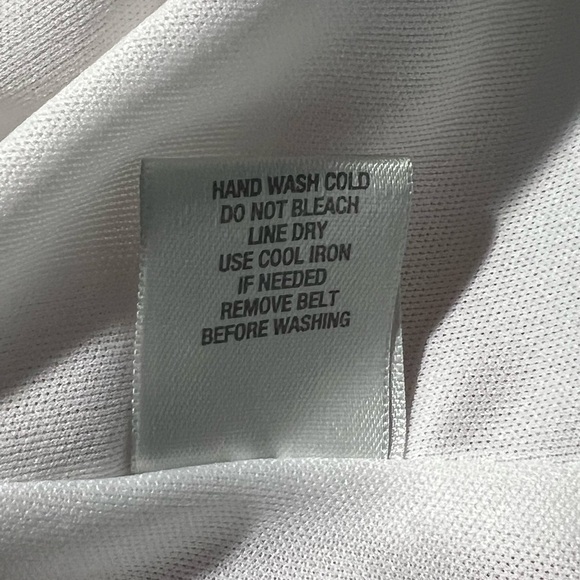 HAND WASH COLD
DO NOT BLEACH
LINE DRY
USE COOL IRON
IF NEEDED
REMOVE BELT
BEFORE WASHING